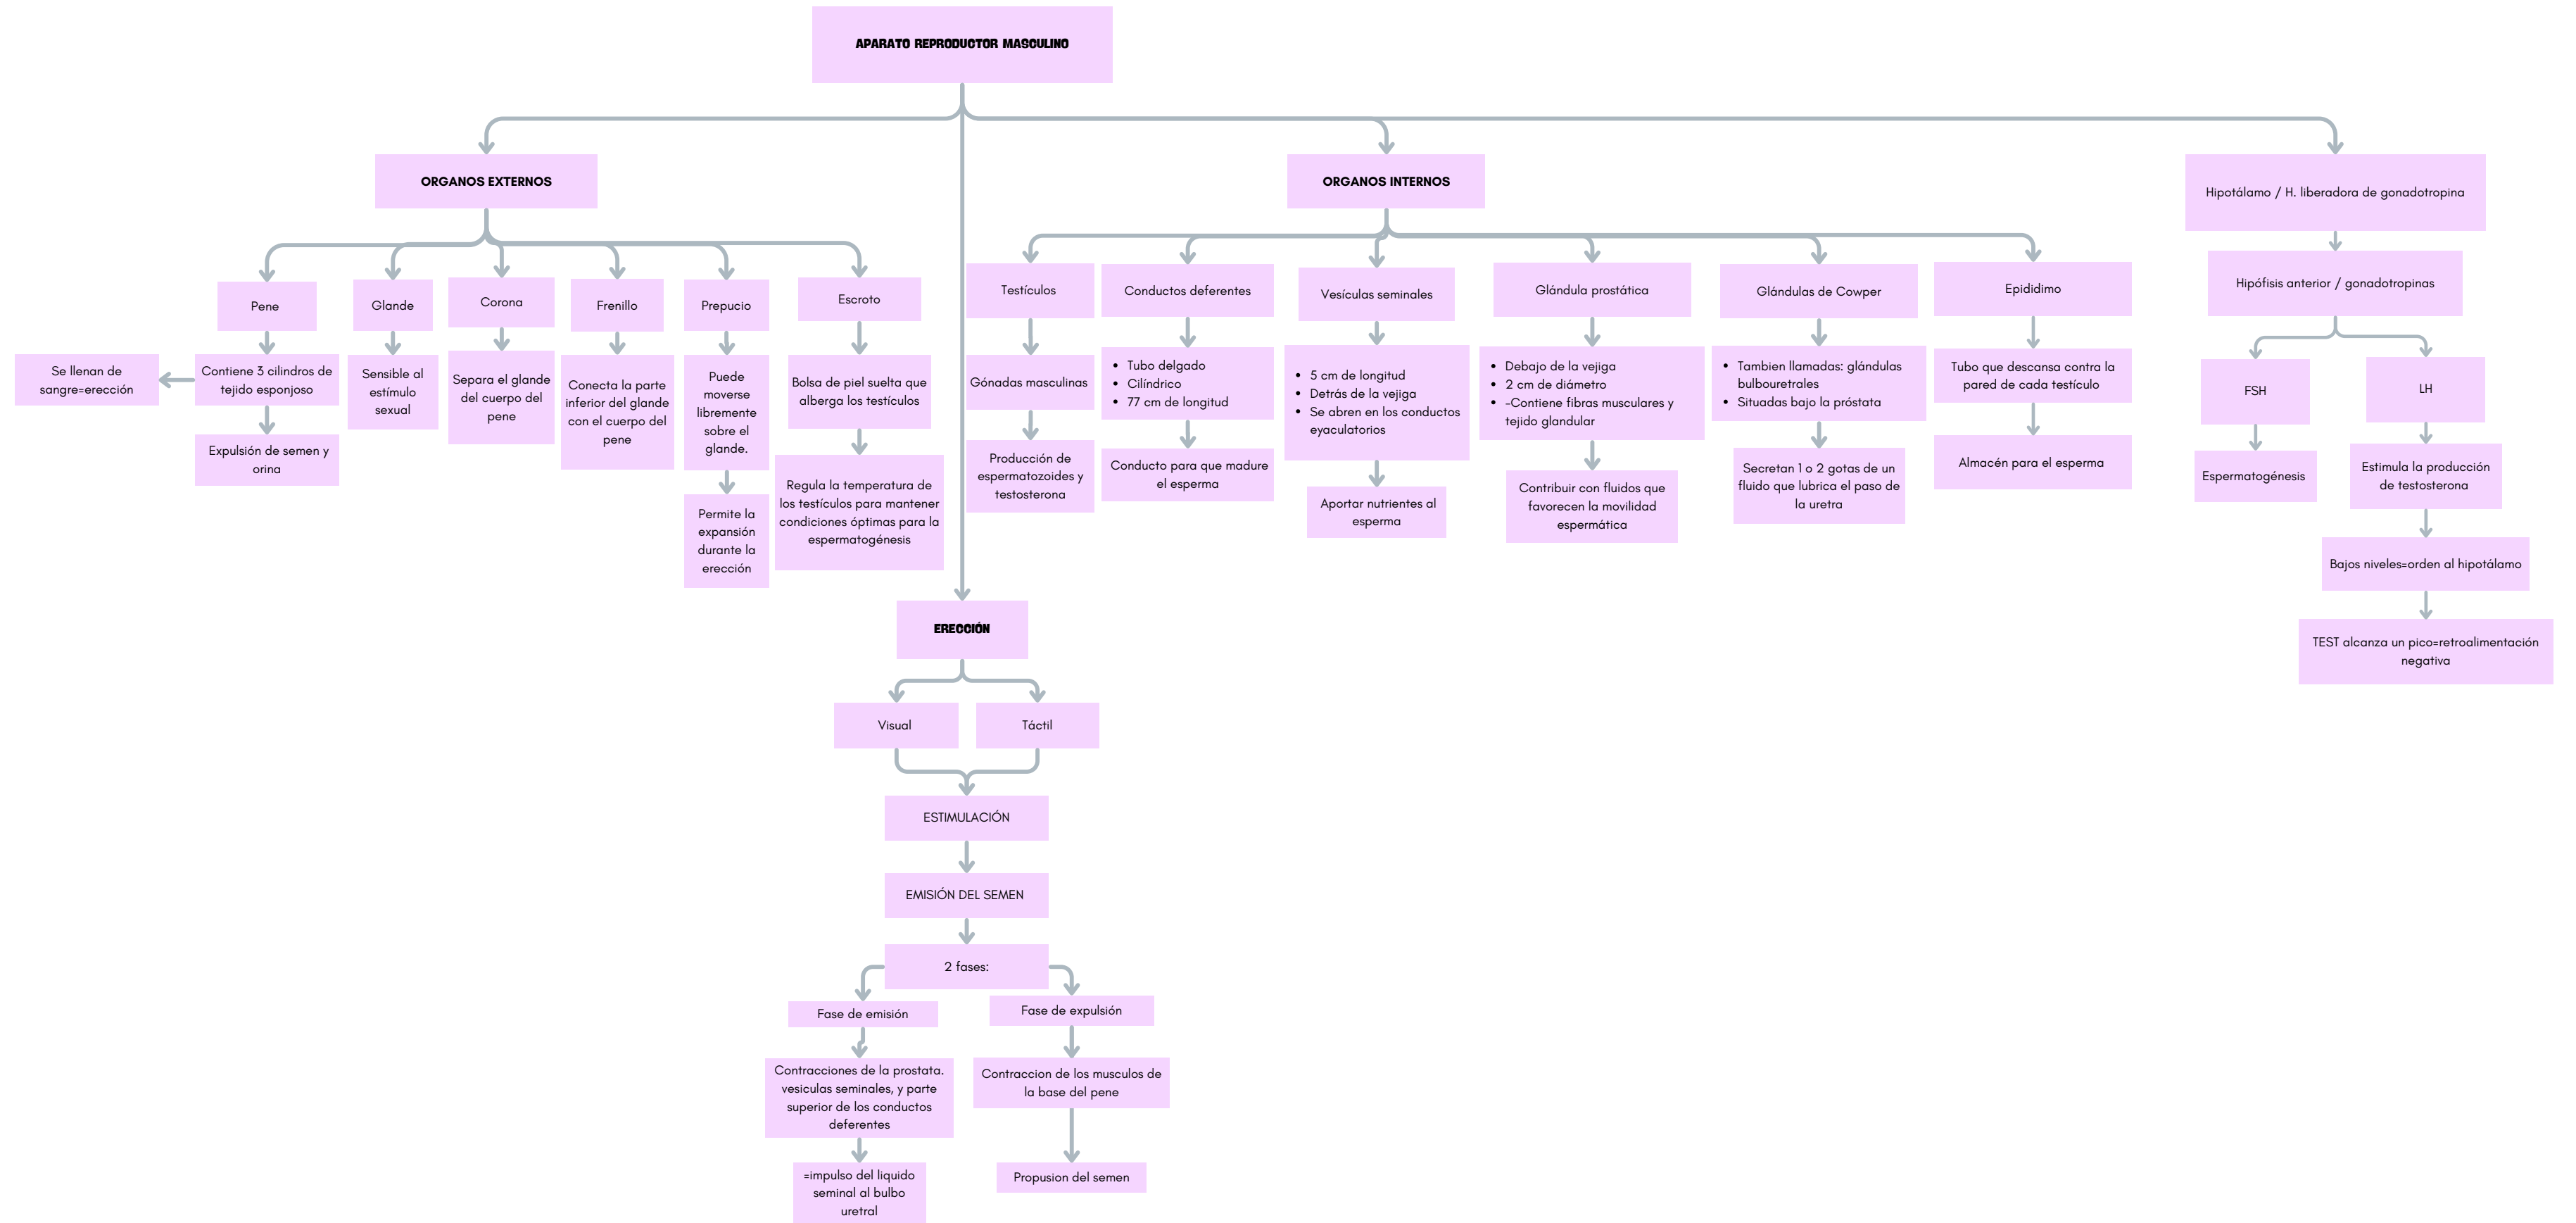 APARATO REPRODUCTOR MASCULINO
ORGANOS EXTERNOS
Pene
Contiene 3 cilindros de
tejido esponjoso
Se llenan de
sangre=erección
Expulsión de semen y
orina
Glande
Sensible al
estímulo
sexual
Corona
Separa el glande
del cuerpo del
pene
Frenillo
Conecta la parte
inferior del glande
con el cuerpo del
pene
Prepucio
Puede
moverse
libremente
sobre el
glande.
Permite la
expansión
durante la
erección
Escroto
Bolsa de piel suelta que
alberga los testículos
Regula la temperatura de
los testículos para mantener
condiciones óptimas para la
espermatogénesis
ORGANOS INTERNOS
Testículos
Gónadas masculinas
Producción de
espermatozoides y
testosterona
Conductos deferentes
• Tubo delgado
• Cilíndrico
• 77 cm de longitud
Conducto para que madure
el esperma
Vesículas seminales
• 5 cm de longitud
• Detrás de la vejiga
• Se abren en los conductos
eyaculatorios
Aportar nutrientes al
esperma
Glándula prostática
• Debajo de la vejiga
• 2 cm de diámetro
• -Contiene fibras musculares y
tejido glandular
Contribuir con fluidos que
favorecen la movilidad
espermática
Glándulas de Cowper
• Tambien llamadas: glándulas
bulbouretrales
• Situadas bajo la próstata
Secretan 1 o 2 gotas de un
fluido que lubrica el paso de
la uretra
Epididimo
Tubo que descansa contra la
pared de cada testículo
Almacén para el esperma
Hipotálamo / H. liberadora de gonadotropina
Hipófisis anterior / gonadotropinas
FSH
Espermatogénesis
LH
Estimula la producción
de testosterona
Bajos niveles=orden al hipotálamo
TEST alcanza un pico=retroalimentación
negativa
ERECCIÓN
Visual
Táctil
ESTIMULACIÓN
EMISIÓN DEL SEMEN
2 fases:
Fase de emisión
Contracciones de la prostata.
vesiculas seminales, y parte
superior de los conductos
deferentes
=impulso del liquido
seminal al bulbo
uretral
Fase de expulsión
Contraccion de los musculos de
la base del pene
Propusion del semen